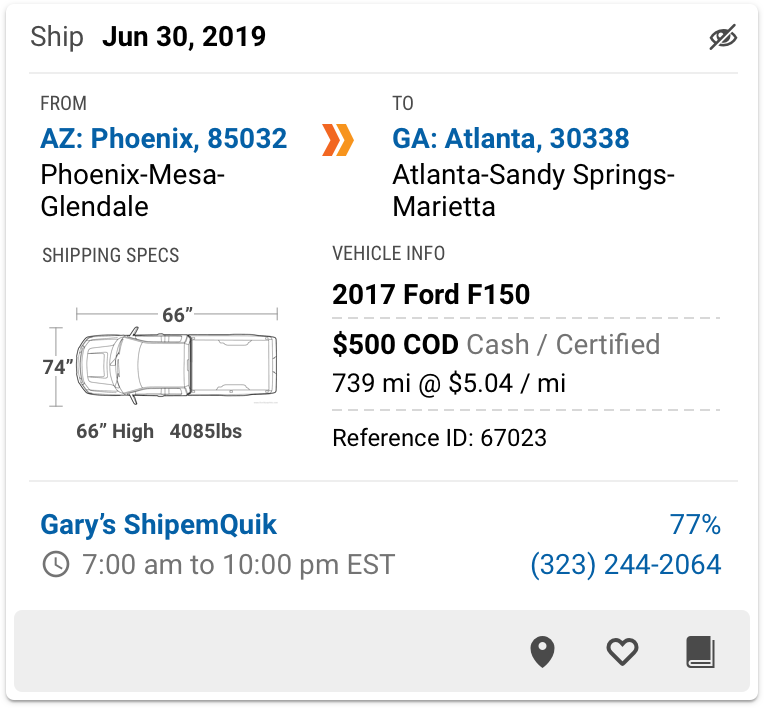 Ship Jun 30, 2019
FROM
AZ: Phoenix, 85032
Phoenix-Mesa-
Glendale
TO
GA: Atlanta, 30338
Atlanta-Sandy Springs-
Marietta
SHIPPING SPECS
66”
74”
66” High 4085lbs
VEHICLE INFO
2017 Ford F150
$500 COD Cash / Certified
739 mi @ $5.04 / mi
Reference ID: 67023
Gary’s ShipemQuik
77%
7:00 am to 10:00 pm EST
(323) 244-2064